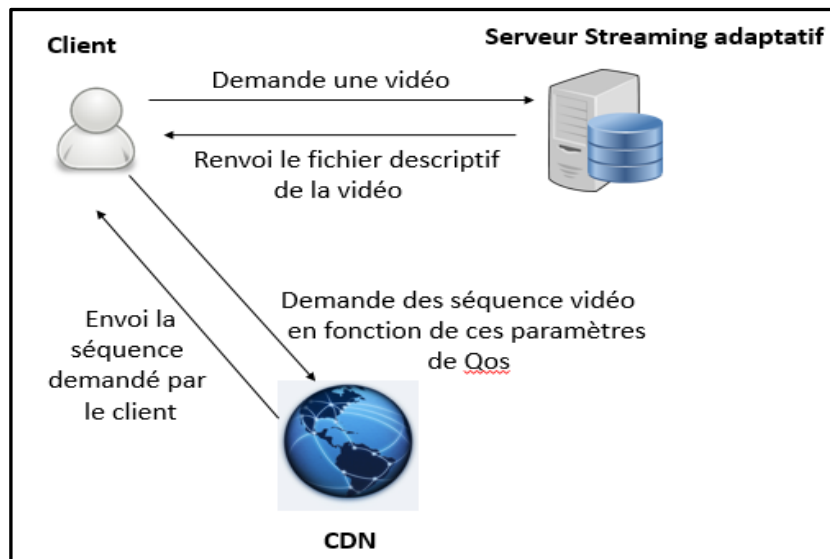 Client
Serveur Streaming adaptatif
Demande une vidéo
Renvoi le fichier descriptif
de la vidéo
Demande des séquence vidéo
en fonction de ces paramètres
de Qos
Envoi la
séquence
demandé par
le client
CDN